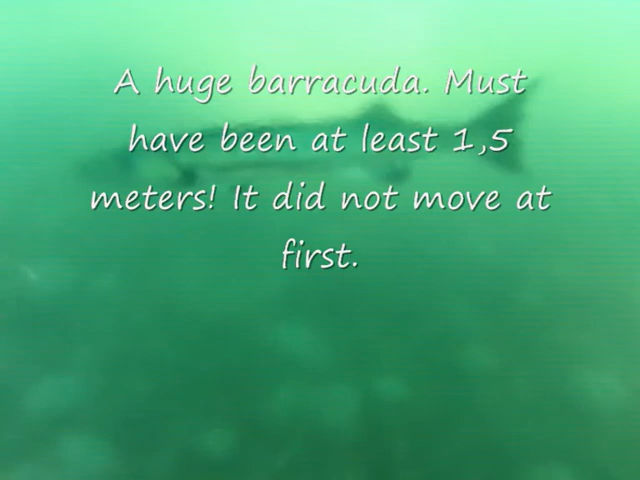 A huge barracuda. Must
have been at least 1,5
meters! It did not move at
first.